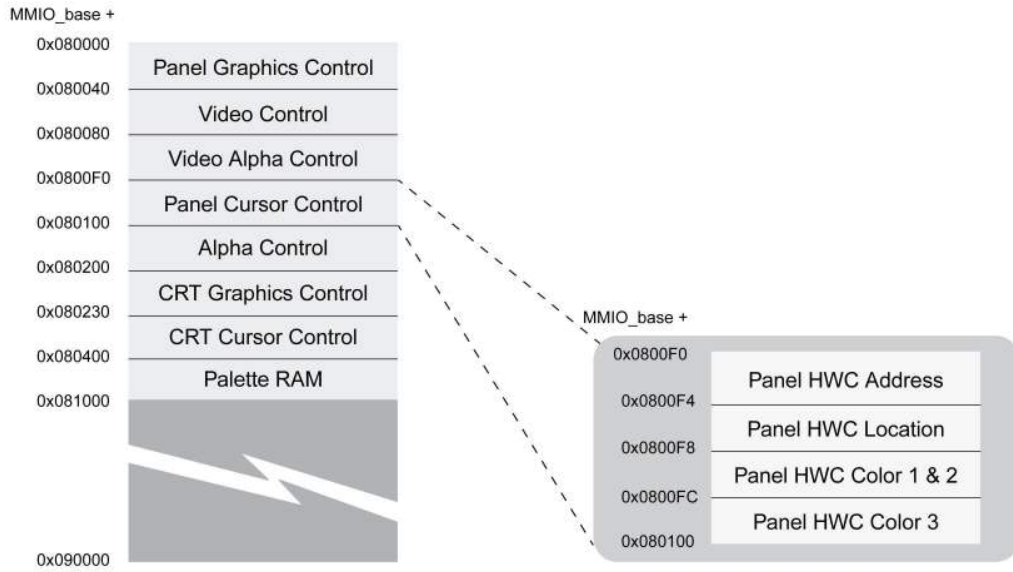 MMIO_base +
0x080000
Panel Graphics Control
0x080040
Video Control
0x080080
Video Alpha Control
0x0800F0
Panel Cursor Control
0x080100
Alpha Control
0x080200
CRT Graphics Control
0x080230
CRT Cursor Control
0x080400
Palette RAM
0x081000
0x090000
MMIO_base +
0x0800F0
Panel HWC Address
0x0800F4
Panel HWC Location
0x0800F8
Panel HWC Color 1 & 2
0x0800FC
Panel HWC Color 3
0x080100